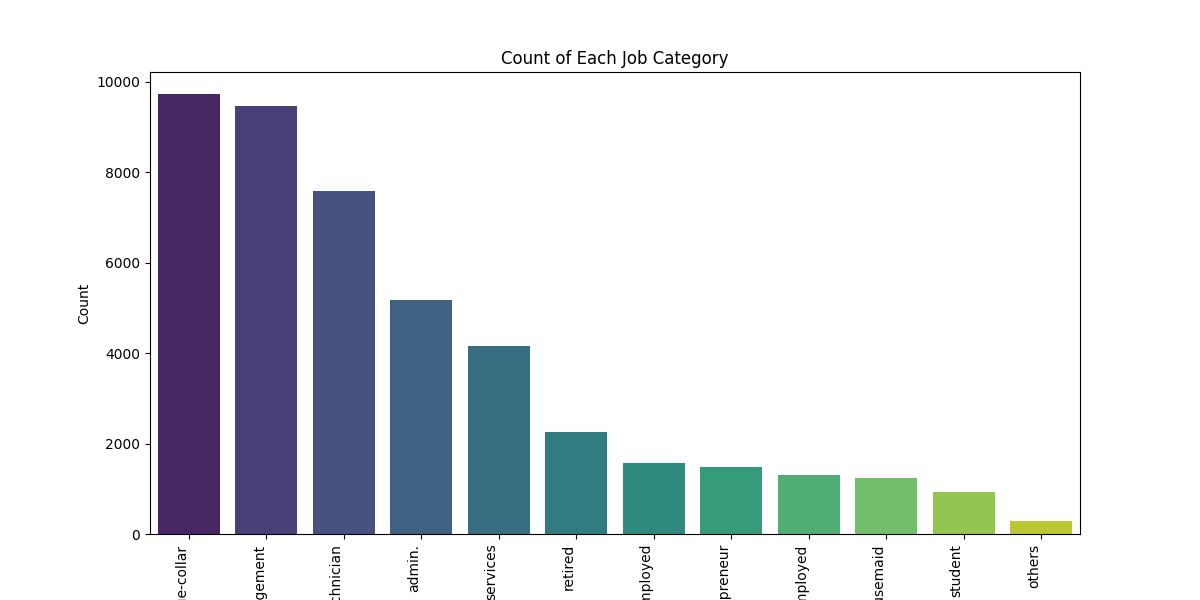 Count of Each Job Category
10000
8000
6000
4000
2000
0
Count
e-collar
gement
chnician
admin.
services
retired
mployed
preneur
mployed
usemaid
student
others